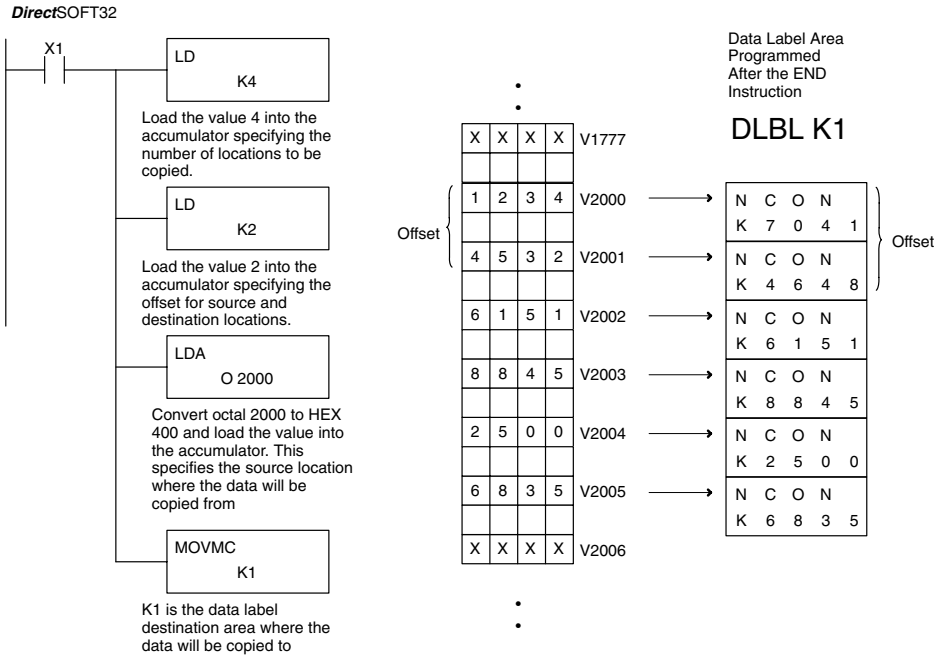 DirectSOFT32
X1
LD
K4
Load the value 4 into the
accumulator specifying the
number of locations to be
copied.
LD
K2
Load the value 2 into the
accumulator specifying the
offset for source and
destination locations.
LDA
O 2000
Convert octal 2000 to HEX
400 and load the value into
the accumulator. This
specifies the source location
where the data will be
copied from
MOVMC
K1
K1 is the data label
destination area where the
data will be copied to
X X X X V1777
Offset
1 2 3 4 V2000
4 5 3 2 V2001
6 1 5 1 V2002
8 8 4 5 V2003
2 5 0 0 V2004
6 8 3 5 V2005
X X X X V2006
Data Label Area
Programmed
After the END
Instruction
DLBL K1
N C O N
K 7 0 4 1
N C O N
K 4 6 4 8
Offset
N C O N
K 6 1 5 1
N C O N
K 8 8 4 5
N C O N
K 2 5 0 0
N C O N
K 6 8 3 5